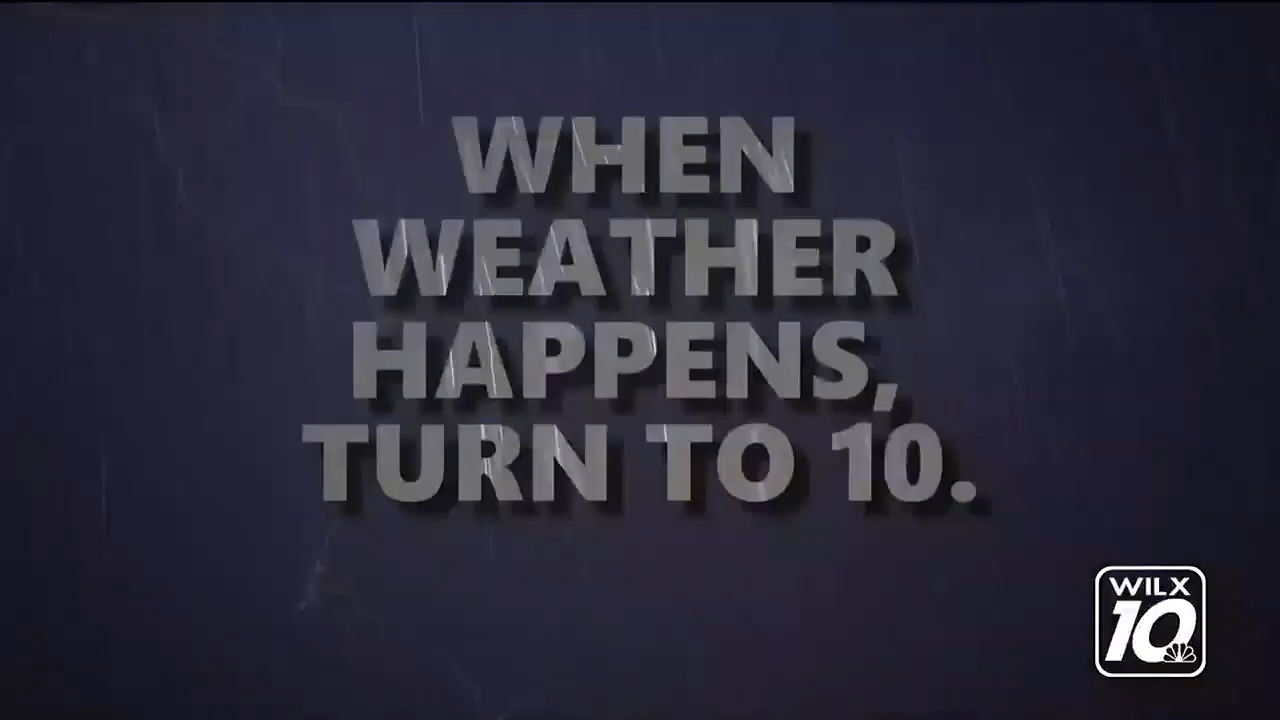 WHEN
WEATHER
HAPPENS,
TURN TO 10.
WILX
10